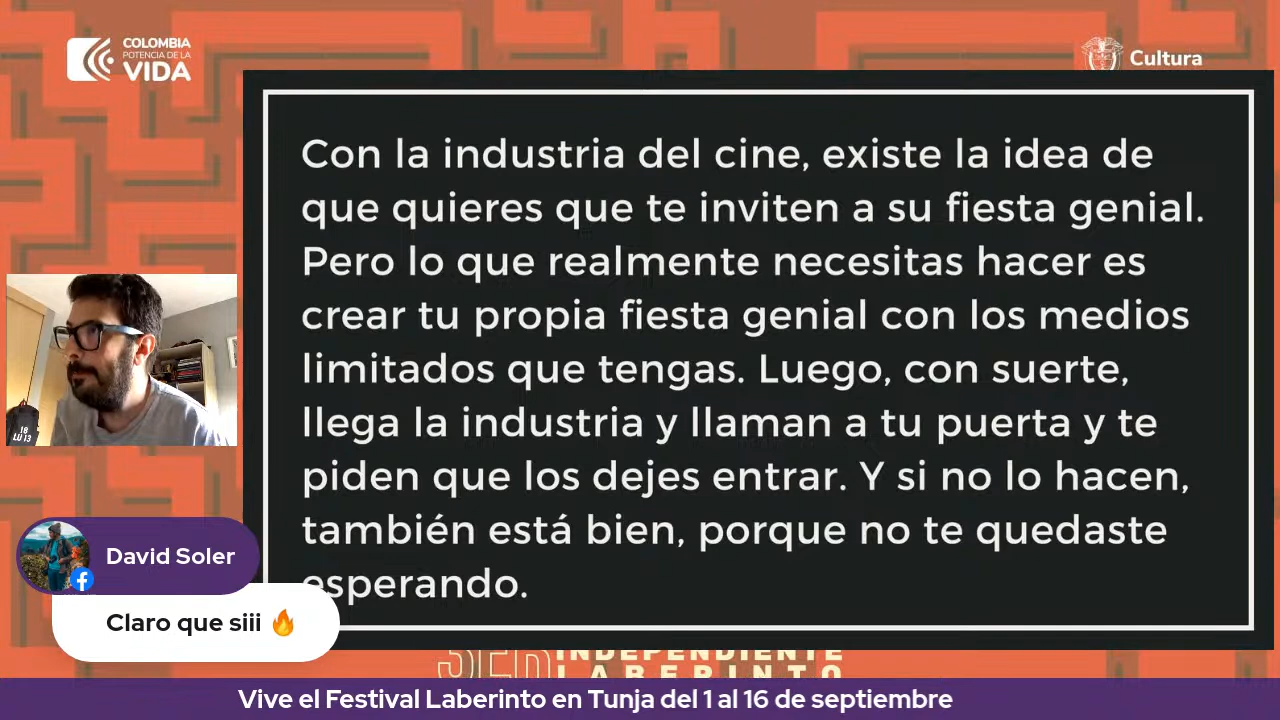 COLOMBIA
POTENCIA DE LA
VIDA
Cultura
Con la industria del cine, existe la idea de
que quieres que te inviten a su fiesta genial.
Pero lo que realmente necesitas hacer es
crear tu propia fiesta genial con los medios
limitados que tengas. Luego, con suerte,
llega la industria y llaman a tu puerta y te
piden que los dejes entrar. Y si no lo hacen,
también está bien, porque no te quedaste
esperando.
18
LU 13
David Soler
Claro que siii 🔥
SER INDEPENDIENTE
LABERINTO
Vive el Festival Laberinto en Tunja del 1 al 16 de septiembre